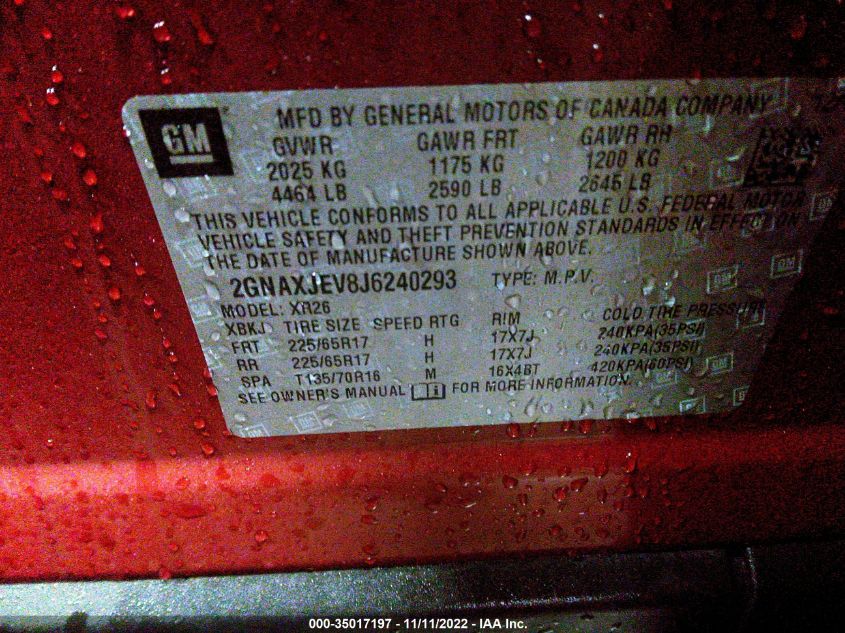 GM
MFD BY GENERAL MOTORS OF CANADA COMPANY
GVWR GAWR FRT GAWR RR
2025 KG 1175 KG 1200 KG
4464 LB 2590 LB 2645 LB
THIS VEHICLE CONFORMS TO ALL APPLICABLE U.S. FEDERAL MOTOR
VEHICLE SAFETY AND THEFT PREVENTION STANDARDS IN EFFECT ON
THE DATE OF MANUFACTURE SHOWN ABOVE.
2GNAXJEV8J6240293 TYPE: M.P.V.
MODEL: XR26
XBKJ TIRE SIZE SPEED RTG RIM COLD TIRE PRESSURE
FRT 225/65R17 H 17X7J 240KPA(35PSI)
RR 225/65R17 H 17X7J 240KPA(35PSI)
SPA T135/70R16 M 16X4BT 420KPA(60PSI)
SEE OWNER'S MANUAL FOR MORE INFORMATION.
000-35017197 - 11/11/2022 - IAA Inc.